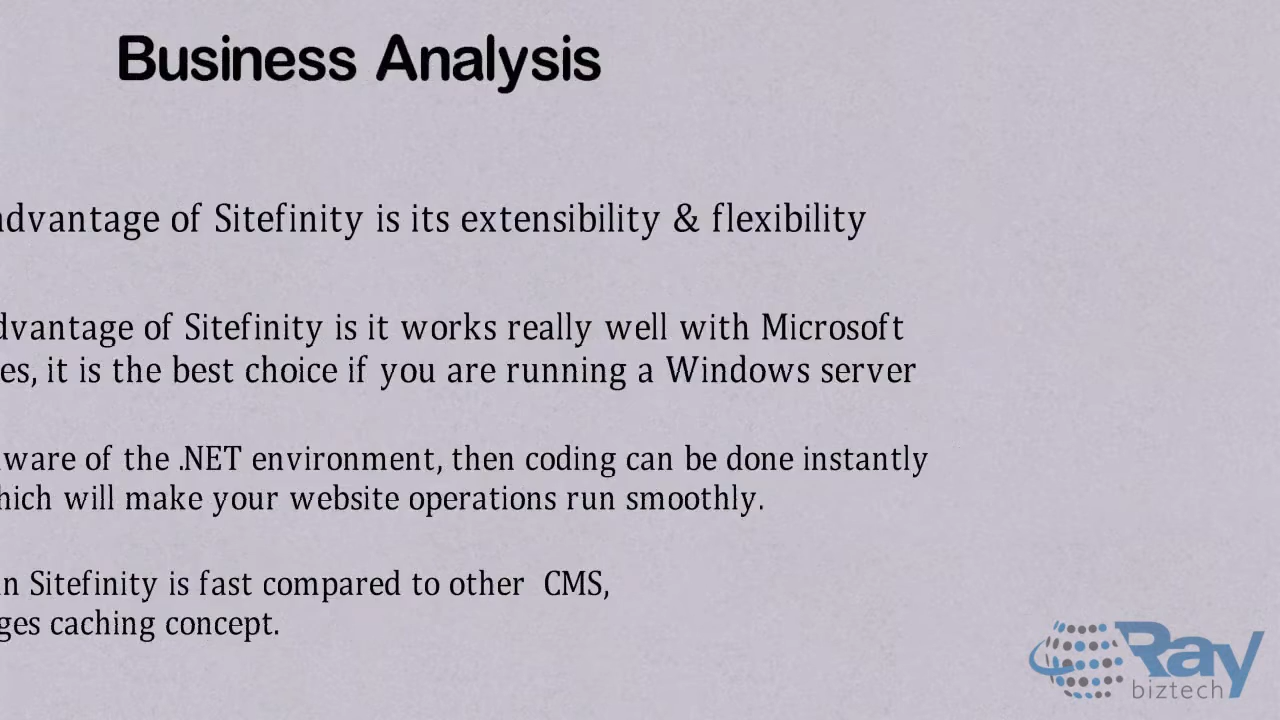 Business Analysis
advantage of Sitefinity is its extensibility & flexibility
dvantage of Sitefinity is it works really well with Microsoft
es, it is the best choice if you are running a Windows server
ware of the .NET environment, then coding can be done instantly
hich will make your website operations run smoothly.
in Sitefinity is fast compared to other CMS,
ges caching concept.
Ray
biztech